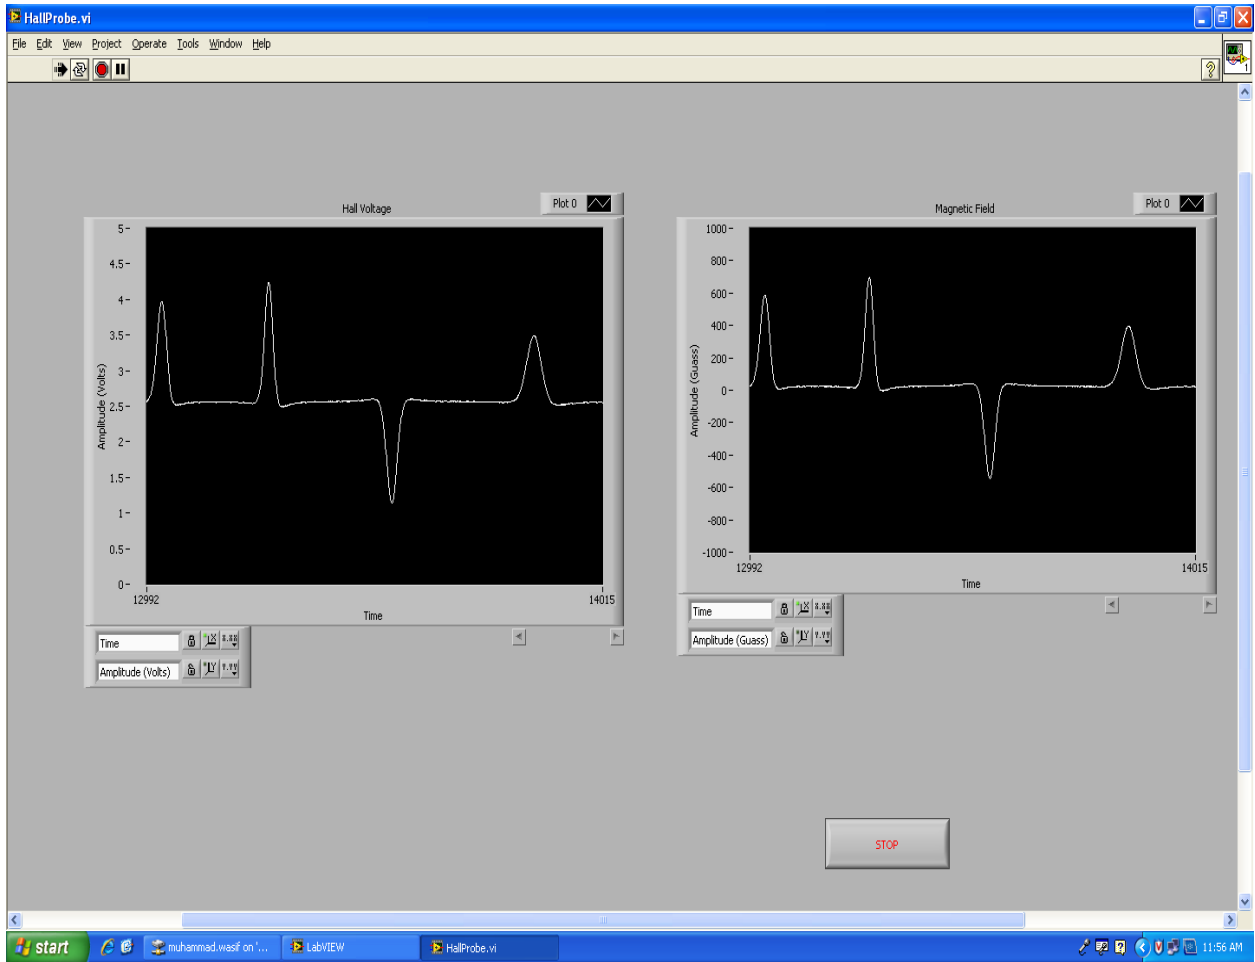 HallProbe.vi
File Edit View Project Operate Tools Window Help
1
Hall Voltage
Plot 0
5
4.5
4
3.5
3
2.5
2
1.5
1
0.5
0
Amplitude (Volts)
12992
14015
Time
Time
Amplitude (Volts)
Magnetic Field
Plot 0
1000
800
600
400
200
0
-200
-400
-600
-800
-1000
Amplitude (Guass)
12992
14015
Time
Time
Amplitude (Guass)
STOP
start
muhammad.wasif on '...
LabVIEW
HallProbe.vi
11:56 AM